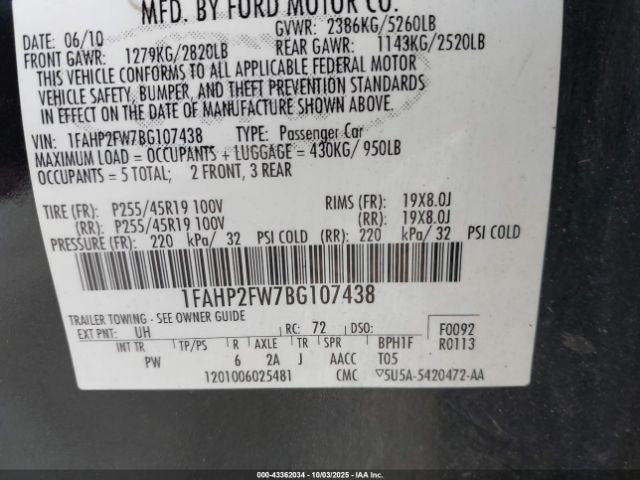 MFD. BY FORD MOTOR CO.
DATE: 06/10 GVWR: 2386KG/5260LB
FRONT GAWR: 1279KG/2820LB REAR GAWR: 1143KG/2520LB
THIS VEHICLE CONFORMS TO ALL APPLICABLE FEDERAL MOTOR
VEHICLE SAFETY, BUMPER, AND THEFT PREVENTION STANDARDS
IN EFFECT ON THE DATE OF MANUFACTURE SHOWN ABOVE.
VIN: 1FAHP2FW7BG107438 TYPE: Passenger Car
MAXIMUM LOAD = OCCUPANTS + LUGGAGE = 430KG/ 950LB
OCCUPANTS = 5 TOTAL; 2 FRONT, 3 REAR
TIRE (FR): P255/45R19 100V RIMS (FR): 19X8.0J
(RR): P255/45R19 100V (RR): 19X8.0J
PRESSURE (FR): 220 kPa/ 32 PSI COLD (RR): 220 kPa/ 32 PSI COLD
1FAHP2FW7BG107438
TRAILER TOWING - SEE OWNER GUIDE
EXT PNT: UH RC: 72 DSO: F0092
INT TR TP/PS R AXLE TR SPR BPH1F R0113
PW 6 2A J AACC T05
1201006025481 CMC ▽5U5A-5420472-AA
00-43362034 - 10/03/2025 - COPYRIGHT IAA, LLC